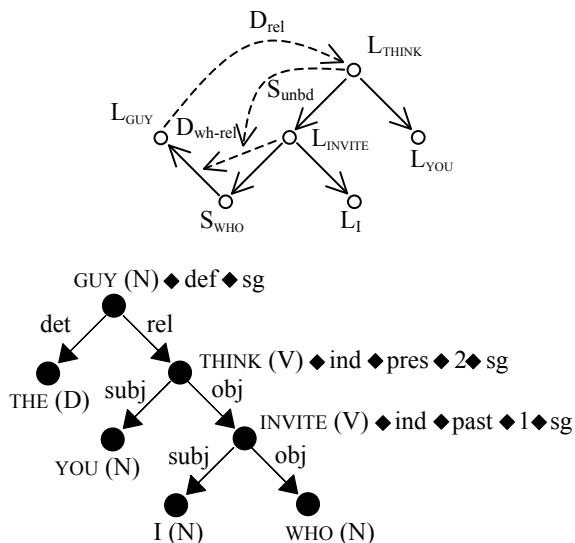 D_rel
L_THINK
S_unbd
L_GUY
D_wh-rel
L_INVITE
L_YOU
S_WHO
L_I
GUY (N) ◆ def ◆ sg
det rel
THINK (V) ◆ ind ◆ pres ◆ 2 ◆ sg
THE (D)
subj obj
INVITE (V) ◆ ind ◆ past ◆ 1 ◆ sg
YOU (N)
subj obj
I (N) WHO (N)